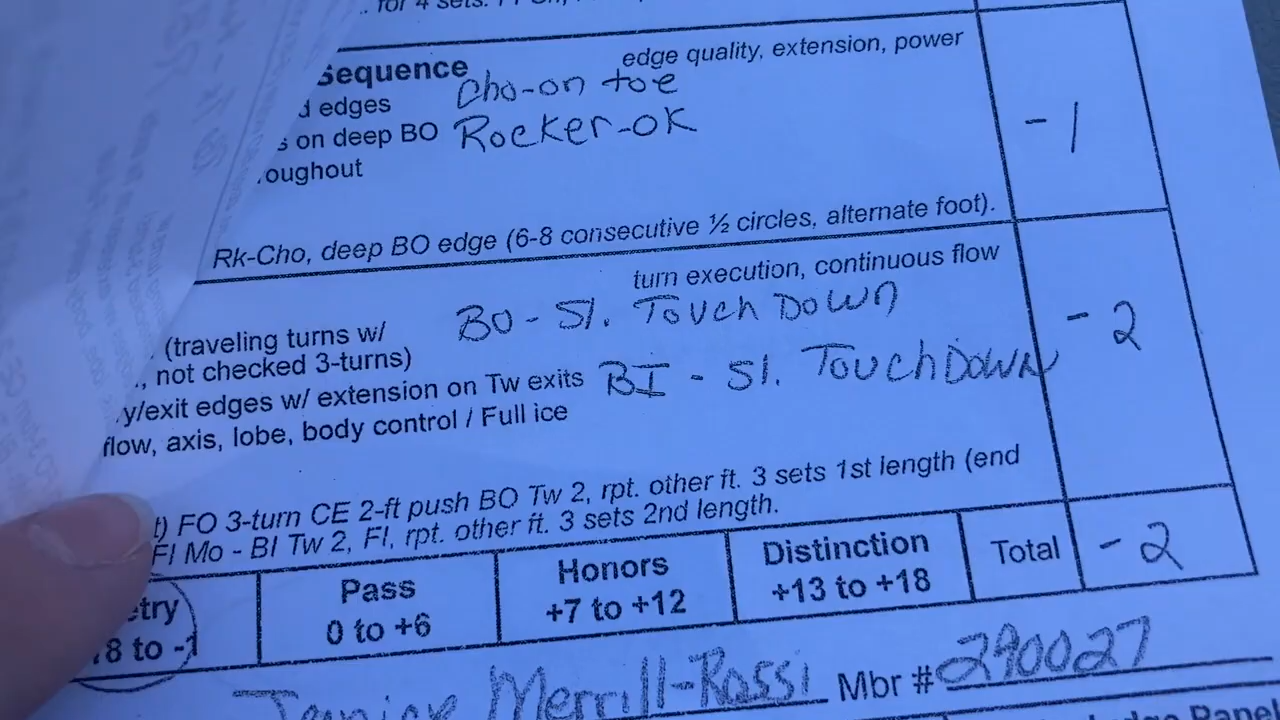 for 4 sets.
Sequence edge quality, extension, power
edges Cho-on toe
on deep BO Rocker-OK
-1
Rk-Cho, deep BO edge (6-8 consecutive ½ circles, alternate foot).
turn execution, continuous flow
(traveling turns w/ BO - Sl. Touch Down
not checked 3-turns)
-2
y/exit edges w/ extension on Tw exits BI - Sl. Touch Down
flow, axis, lobe, body control / Full ice
t) FO 3-turn CE 2-ft push BO Tw 2, rpt. other ft. 3 sets 1st length (end
FI Mo - BI Tw 2, FI, rpt. other ft. 3 sets 2nd length.
Pass Honors Distinction Total -2
8 to -1 0 to +6 +7 to +12 +13 to +18
Merrill-Rossi Mbr # 290027